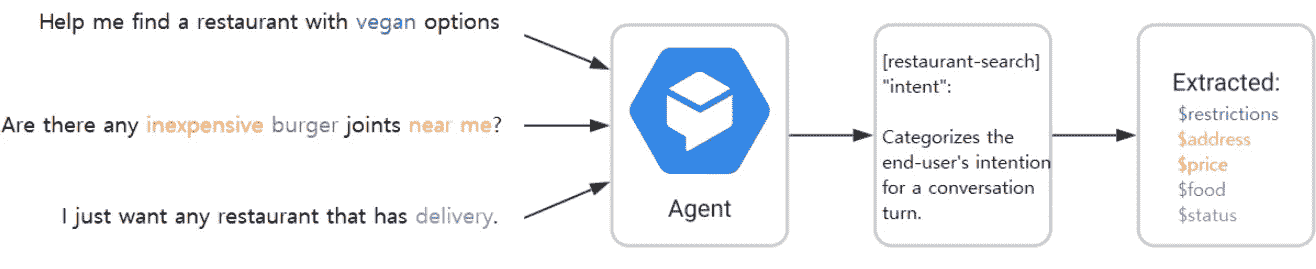 Help me find a restaurant with vegan options
Are there any inexpensive burger joints near me?
I just want any restaurant that has delivery.
Agent
[restaurant-search]
"intent":
Categorizes the
end-user's intention
for a conversation
turn.
Extracted:
$restrictions
$address
$price
$food
$status